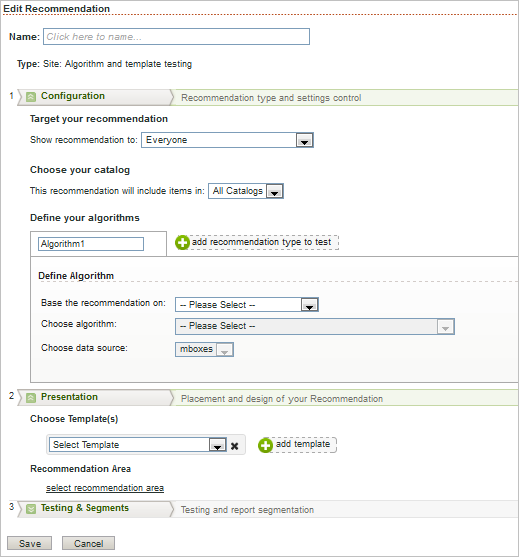 Edit Recommendation
Name: Click here to name...
Type: Site: Algorithm and template testing
1 Configuration Recommendation type and settings control
Target your recommendation
Show recommendation to: Everyone
Choose your catalog
This recommendation will include items in: All Catalogs
Define your algorithms
Algorithm1 add recommendation type to test
Define Algorithm
Base the recommendation on: -- Please Select --
Choose algorithm: -- Please Select --
Choose data source: mboxes
2 Presentation Placement and design of your Recommendation
Choose Template(s)
Select Template add template
Recommendation Area
select recommendation area
3 Testing & Segments Testing and report segmentation
Save Cancel